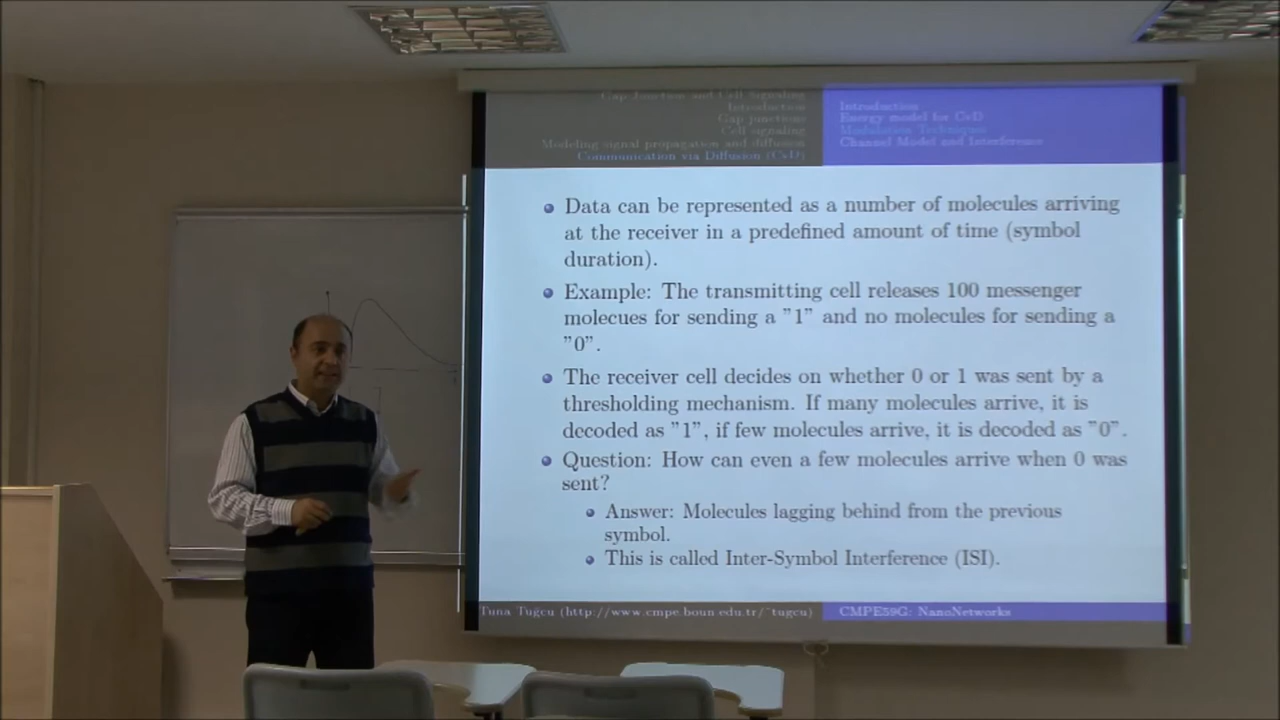 Gap Junction and Cell Signaling
Introduction
Gap junctions
Cell signaling
Modeling signal propagation and diffusion
Communication via Diffusion (CvD)
Introduction
Energy model for CvD
Modulation Techniques
Channel Model and Interference
Data can be represented as a number of molecules arriving
at the receiver in a predefined amount of time (symbol
duration).
Example: The transmitting cell releases 100 messenger
molecues for sending a "1" and no molecules for sending a
"0".
The receiver cell decides on whether 0 or 1 was sent by a
thresholding mechanism. If many molecules arrive, it is
decoded as "1", if few molecules arrive, it is decoded as "0".
Question: How can even a few molecules arrive when 0 was
sent?
Answer: Molecules lagging behind from the previous
symbol.
This is called Inter-Symbol Interference (ISI).
Tuna Tuğcu (http://www.cmpe.boun.edu.tr/~tugcu)
CMPE59G: NanoNetworks